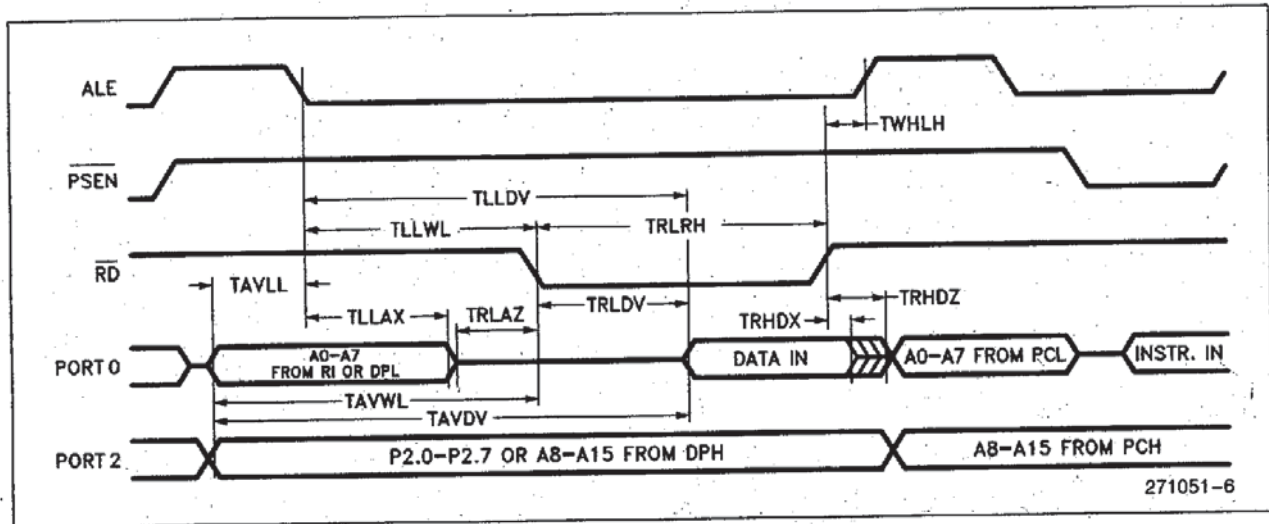 ALE
TWHLH
PSEN
TLLDV
TLLWL
TRLRH
RD
TAVLL
TRHDZ
TLLAX
TRLAZ
TRLDV
TRHDX
PORT 0
A0-A7
FROM RI OR DPL
DATA IN
A0-A7 FROM PCL
INSTR. IN
TAVWL
TAVDV
PORT 2
P2.0-P2.7 OR A8-A15 FROM DPH
A8-A15 FROM PCH
271051-6